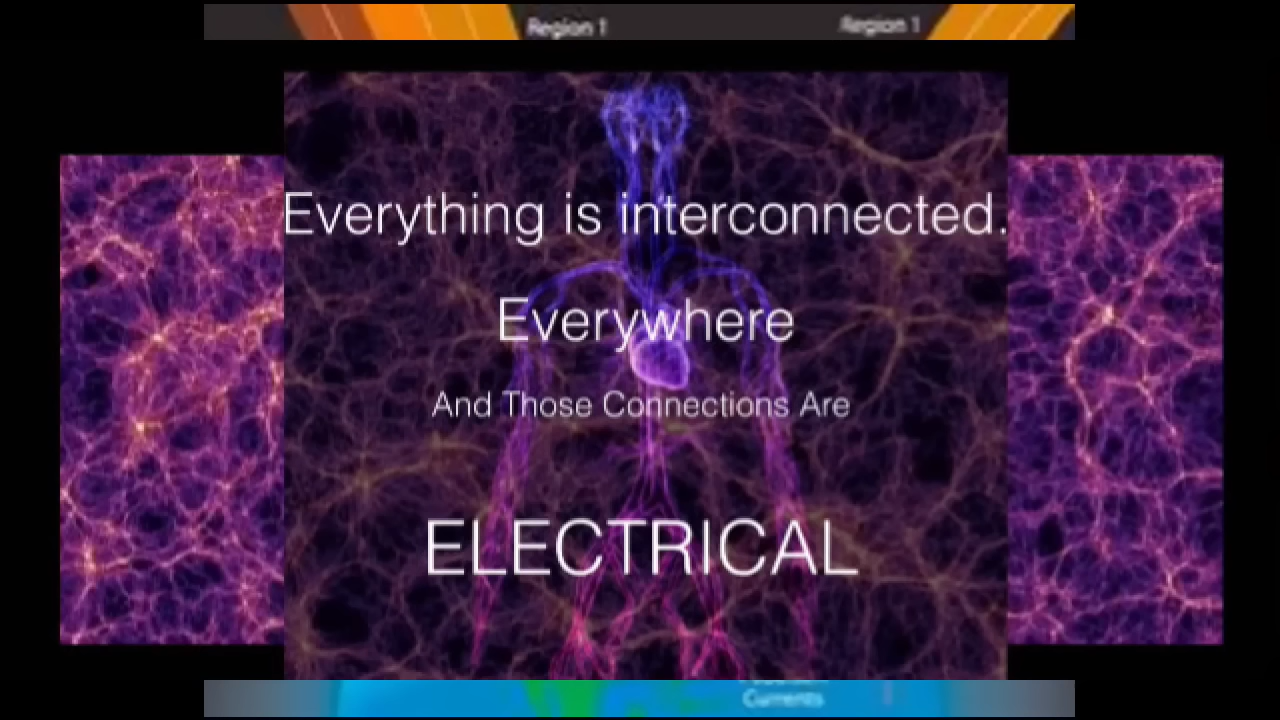 Region 1 Region 1
Everything is interconnected.
Everywhere
And Those Connections Are
ELECTRICAL
Currents